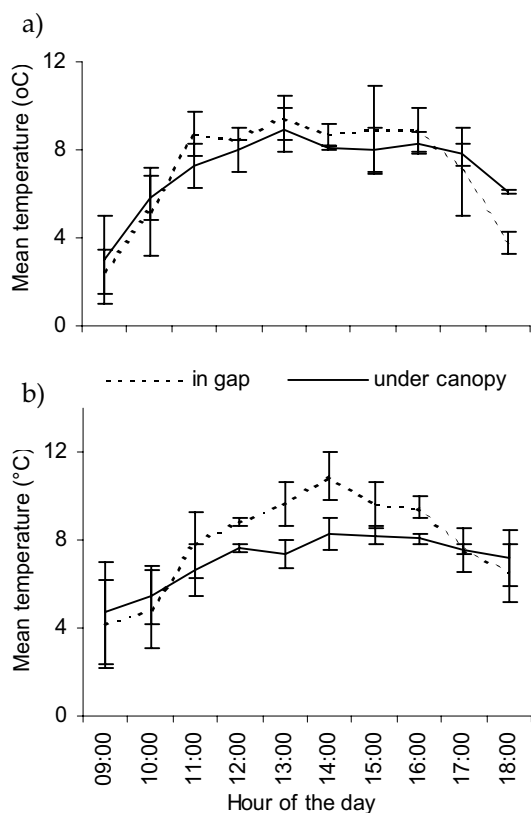 a)
Mean temperature (oC)
12
8
4
0
in gap under canopy
b)
Mean temperature (°C)
12
8
4
0
09:00 10:00 11:00 12:00 13:00 14:00 15:00 16:00 17:00 18:00
Hour of the day